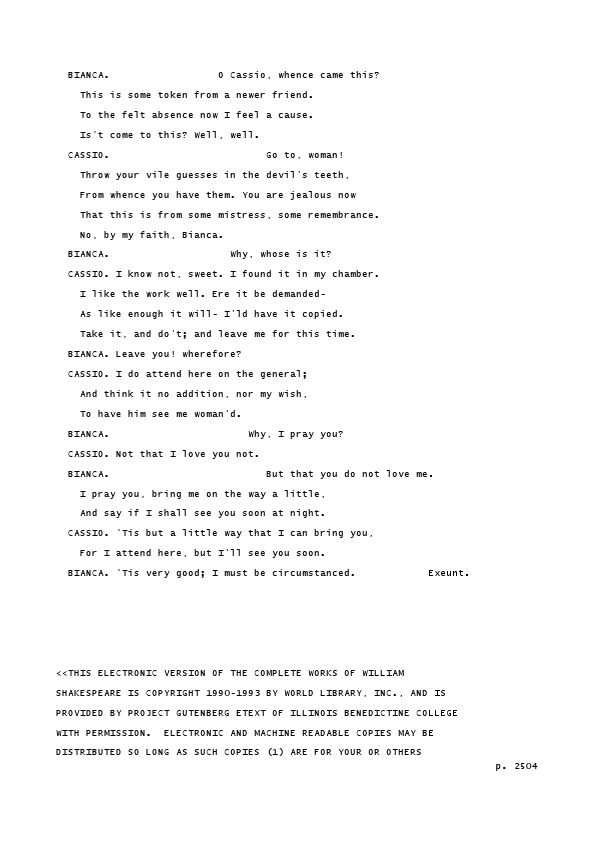 BIANCA.                  O Cassio, whence came this?
    This is some token from a newer friend.
    To the felt absence now I feel a cause.
    Is't come to this? Well, well.
  CASSIO.                          Go to, woman!
    Throw your vile guesses in the devil's teeth,
    From whence you have them. You are jealous now
    That this is from some mistress, some remembrance.
    No, by my faith, Bianca.
  BIANCA.                    Why, whose is it?
  CASSIO. I know not, sweet. I found it in my chamber.
    I like the work well. Ere it be demanded-
    As like enough it will- I'ld have it copied.
    Take it, and do't; and leave me for this time.
  BIANCA. Leave you! wherefore?
  CASSIO. I do attend here on the general;
    And think it no addition, nor my wish,
    To have him see me woman'd.
  BIANCA.                       Why, I pray you?
  CASSIO. Not that I love you not.
  BIANCA.                          But that you do not love me.
    I pray you, bring me on the way a little,
    And say if I shall see you soon at night.
  CASSIO. 'Tis but a little way that I can bring you,
    For I attend here, but I'll see you soon.
  BIANCA. 'Tis very good; I must be circumstanced.            Exeunt.
<<THIS ELECTRONIC VERSION OF THE COMPLETE WORKS OF WILLIAM
SHAKESPEARE IS COPYRIGHT 1990-1993 BY WORLD LIBRARY, INC., AND IS
PROVIDED BY PROJECT GUTENBERG ETEXT OF ILLINOIS BENEDICTINE COLLEGE
WITH PERMISSION.  ELECTRONIC AND MACHINE READABLE COPIES MAY BE
DISTRIBUTED SO LONG AS SUCH COPIES (1) ARE FOR YOUR OR OTHERS
p. 2504